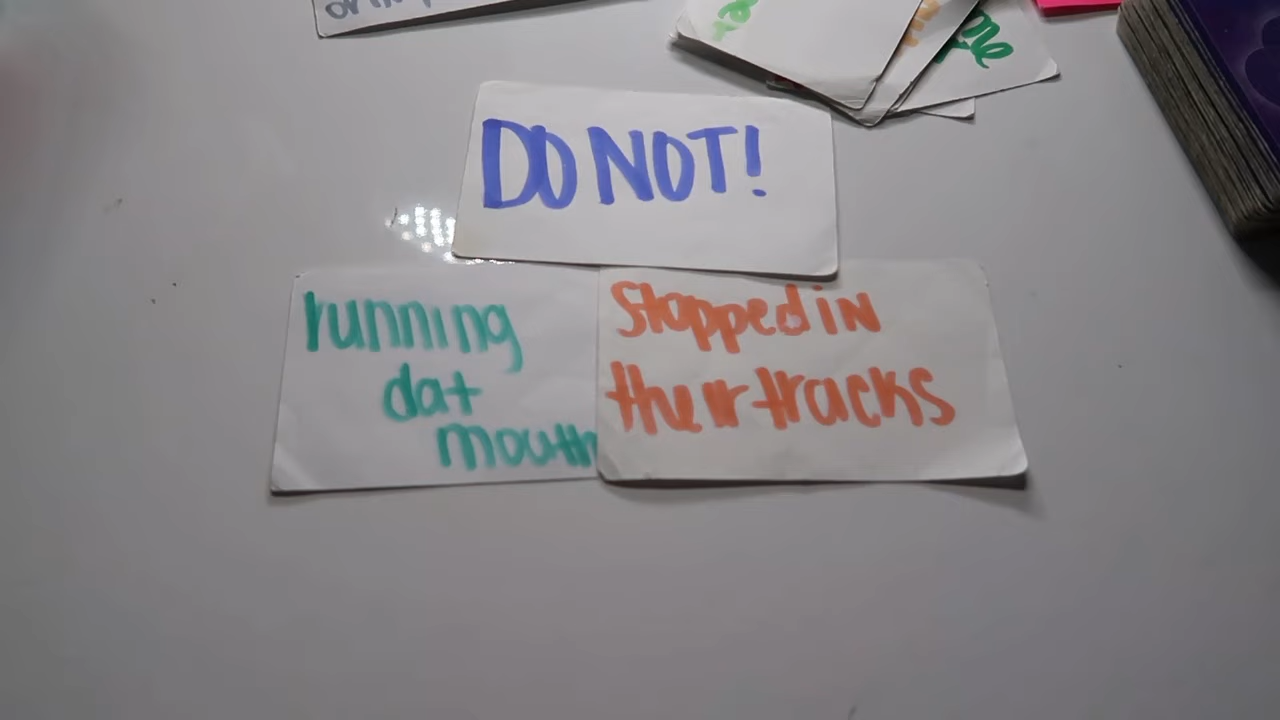 DO NOT!
running
dat
mouth
Stopped in
their tracks